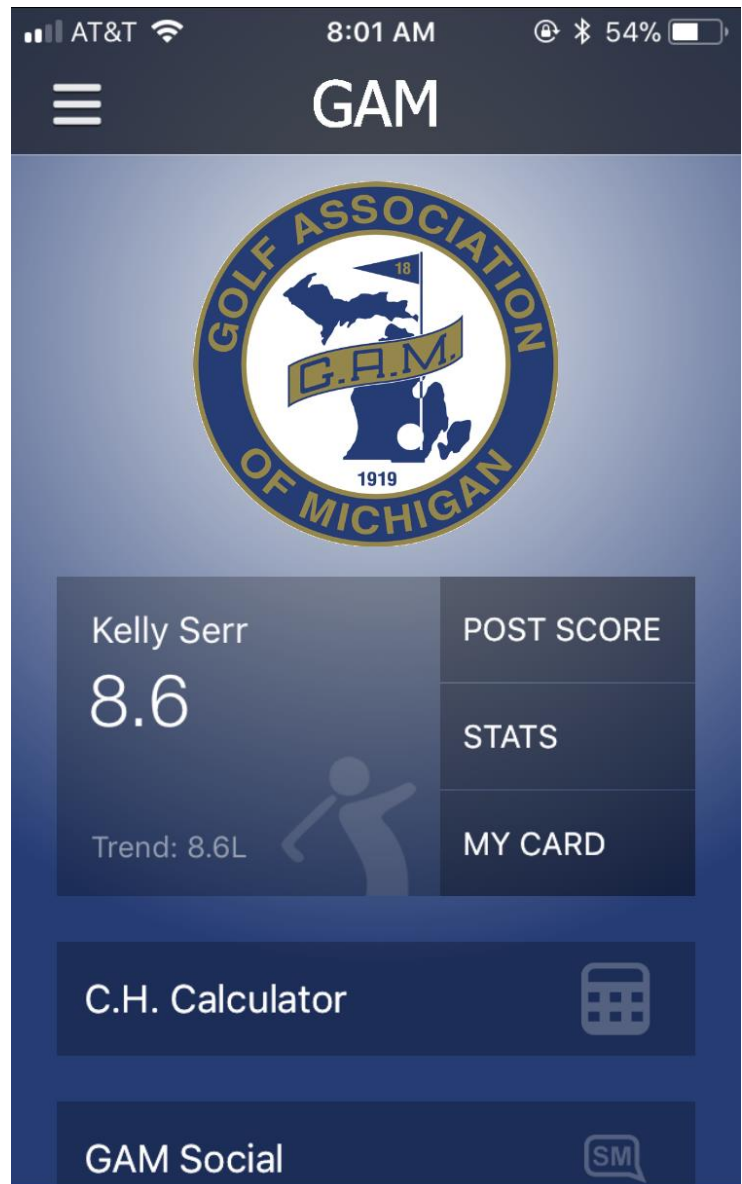 AT&T 8:01 AM 54%
GAM
GOLF ASSOCIATION
18
G.A.M.
1919
OF MICHIGAN
Kelly Serr
8.6
Trend: 8.6L
POST SCORE
STATS
MY CARD
C.H. Calculator
GAM Social
SM